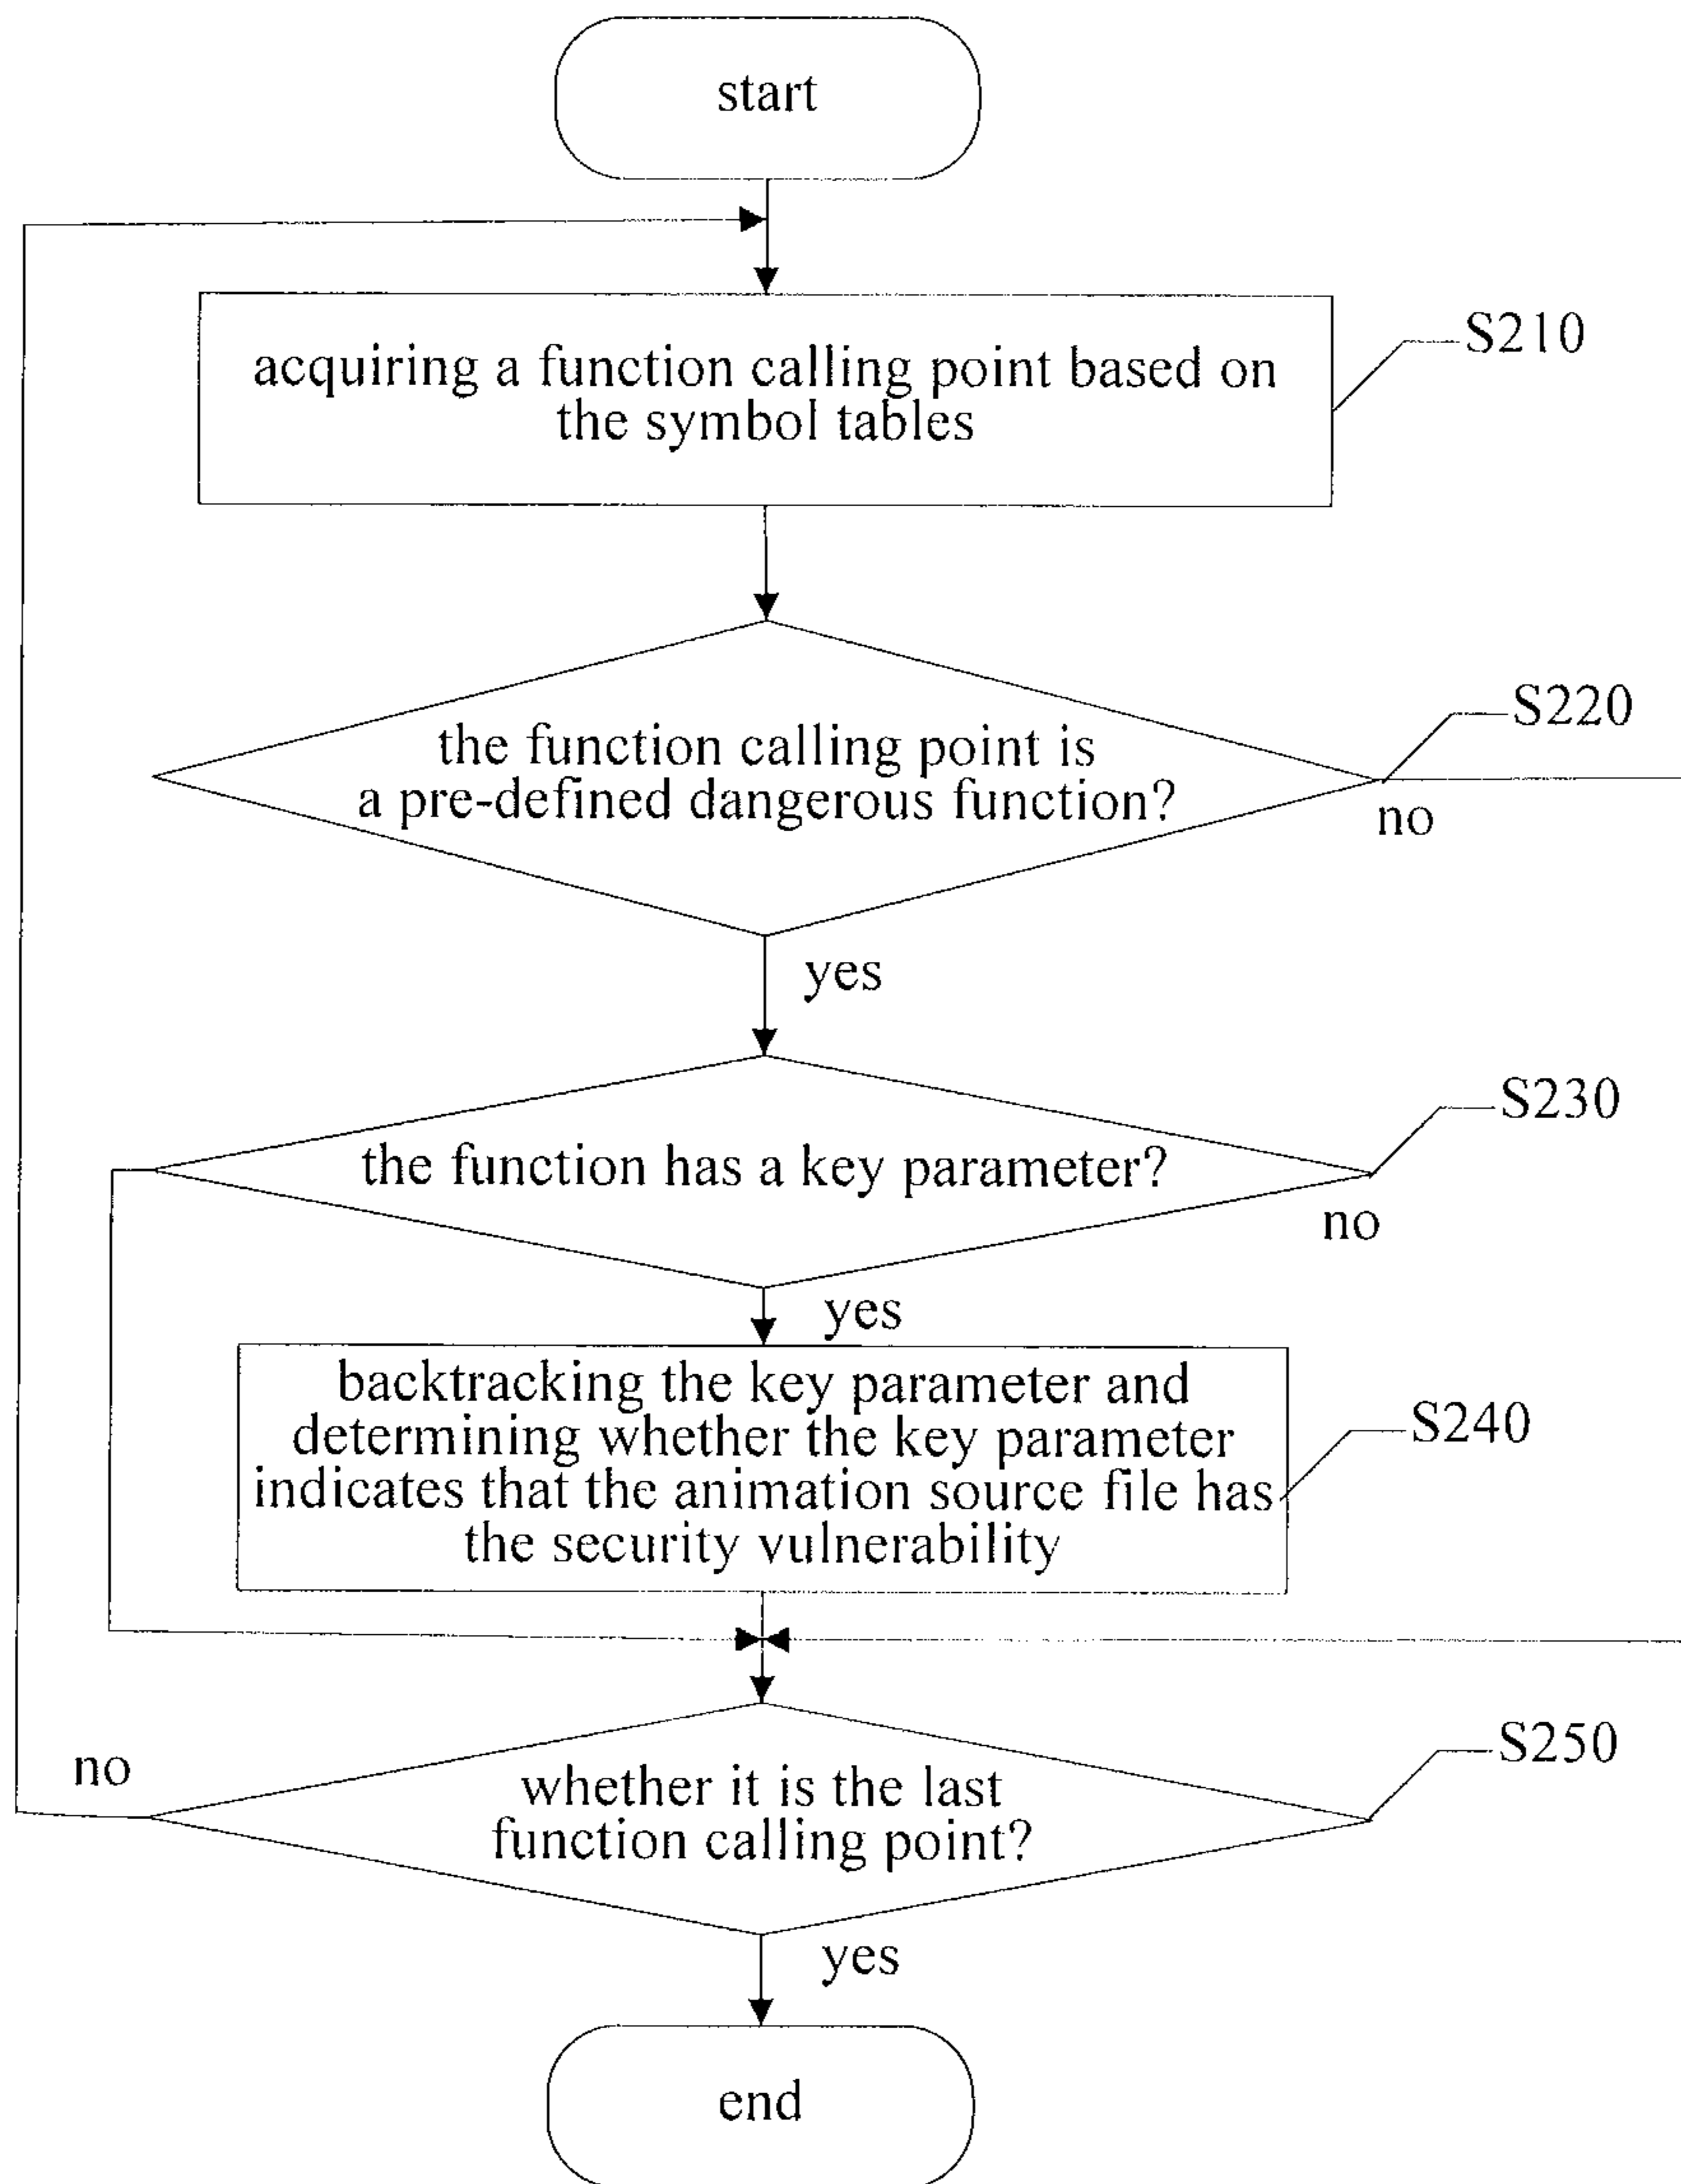 start
acquiring a function calling point based on
the symbol tables
S210
the function calling point is
a pre-defined dangerous function?
S220
no
yes
the function has a key parameter?
S230
no
yes
backtracking the key parameter and
determining whether the key parameter
indicates that the animation source file has
the security vulnerability
S240
no
whether it is the last
function calling point?
S250
yes
end